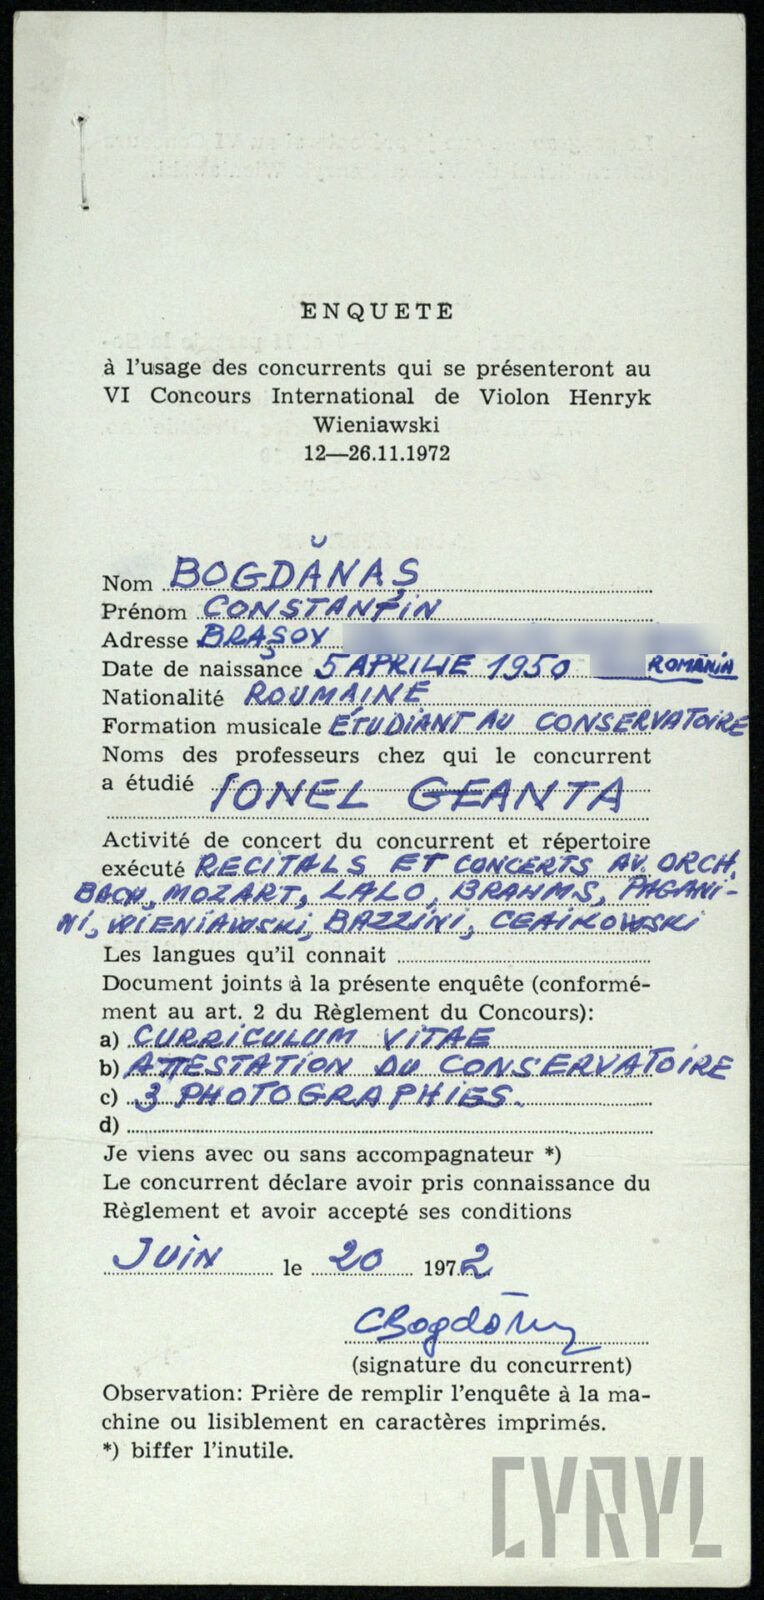 ENQUETE
à l'usage des concurrents qui se présenteront au
VI Concours International de Violon Henryk
Wieniawski
12—26.11.1972
Nom BOGDĂNAȘ
Prénom CONSTANTIN
Adresse BRAȘOV
Date de naissance 5 APRILIE 1950 ROMÂNIA
Nationalité ROUMAINE
Formation musicale ÉTUDIANT AU CONSERVATOIRE
Noms des professeurs chez qui le concurrent
a étudié IONEL GEANTA
Activité de concert du concurrent et répertoire
exécuté RECITALS ET CONCERTS AV. ORCH.
BACH, MOZART, LALO, BRAHMS, PAGANI-
NI, WIENIAWSKI, BAZZINI, CEAIKOWSKI
Les langues qu'il connait
Document joints à la présente enquête (conformé-
ment au art. 2 du Règlement du Concours):
a) CURRICULUM VITAE
b) ATTESTATION DU CONSERVATOIRE
c) 3 PHOTOGRAPHIES.
d)
Je viens avec ou sans accompagnateur *)
Le concurrent déclare avoir pris connaissance du
Règlement et avoir accepté ses conditions
JUIN le 20 1972
CBogdănaș
(signature du concurrent)
Observation: Prière de remplir l'enquête à la ma-
chine ou lisiblement en caractères imprimés.
*) biffer l'inutile.
CYRYL